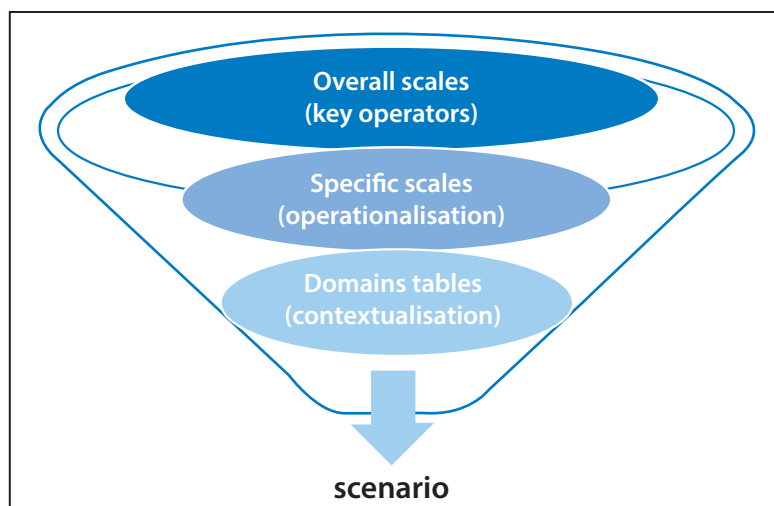 Overall scales
(key operators)
Specific scales
(operationalisation)
Domains tables
(contextualisation)
scenario